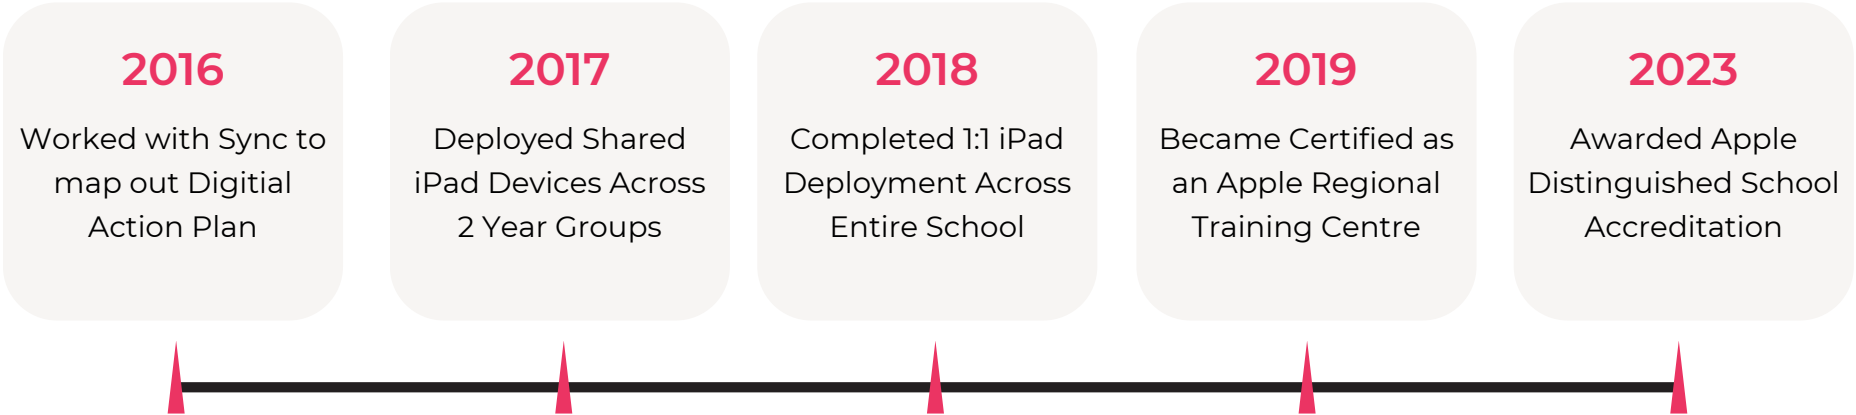 2016
Worked with Sync to
map out Digitial
Action Plan
2017
Deployed Shared
iPad Devices Across
2 Year Groups
2018
Completed 1:1 iPad
Deployment Across
Entire School
2019
Became Certified as
an Apple Regional
Training Centre
2023
Awarded Apple
Distinguished School
Accreditation